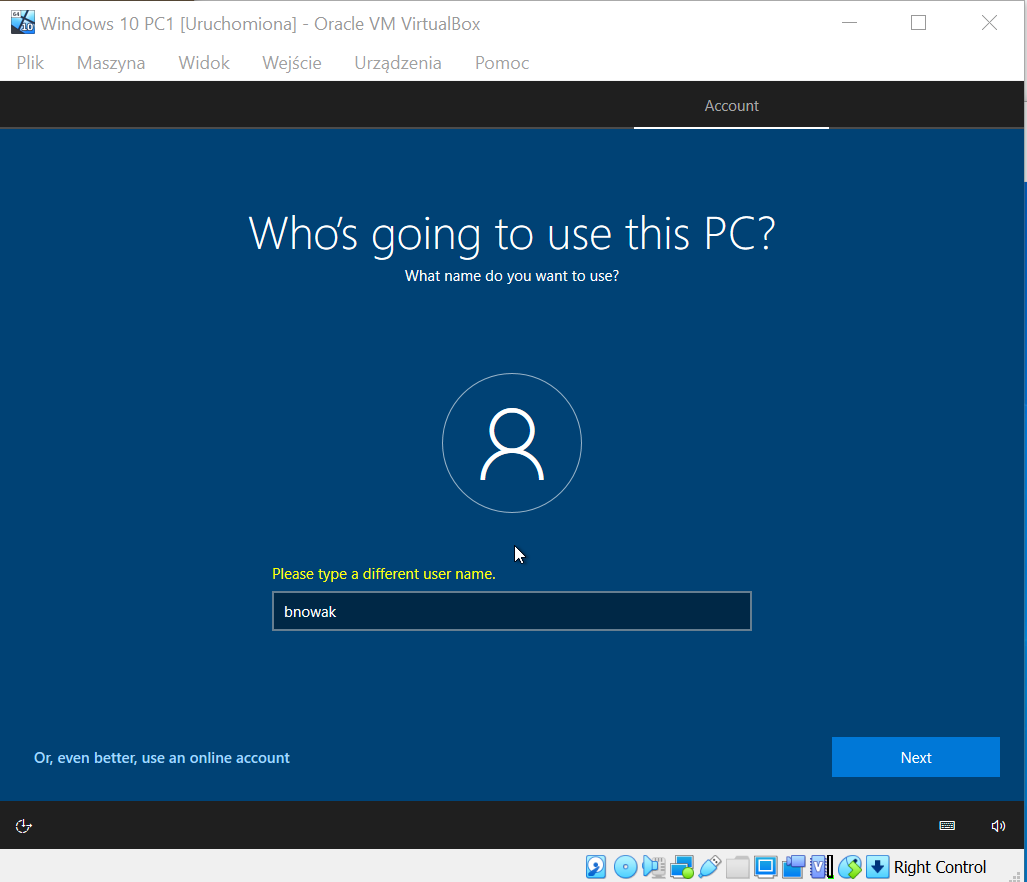 Windows 10 PC1 [Uruchomiona] - Oracle VM VirtualBox
Plik Maszyna Widok Wejście Urządzenia Pomoc
Account
Who's going to use this PC?
What name do you want to use?
Please type a different user name.
bnowak
Or, even better, use an online account
Next
Right Control